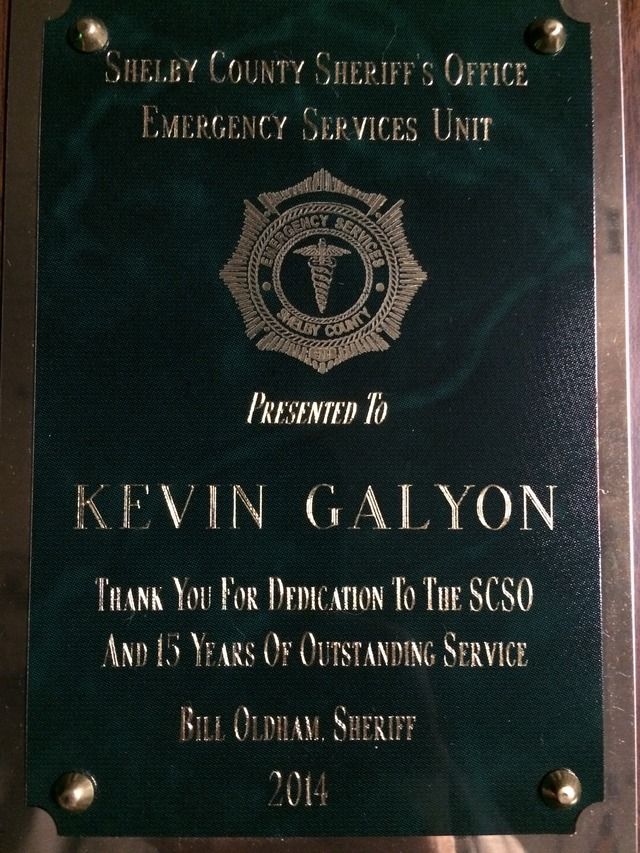 SHELBY COUNTY SHERIFF'S OFFICE
EMERGENCY SERVICES UNIT
EMERGENCY SERVICES
SHELBY COUNTY
PRESENTED TO
KEVIN GALYON
THANK YOU FOR DEDICATION TO THE SCSO
AND 15 YEARS OF OUTSTANDING SERVICE
BILL OLDHAM, SHERIFF
2014